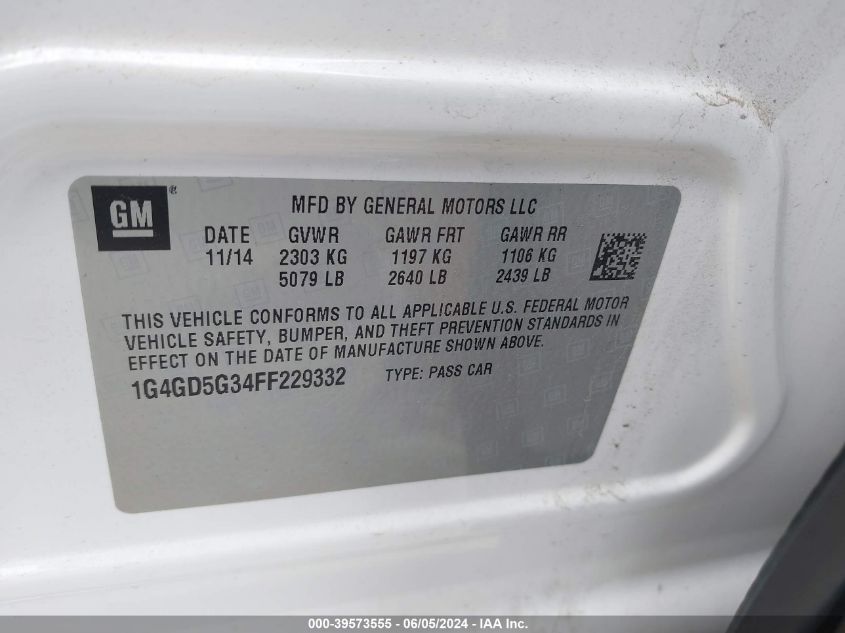 GM®
MFD BY GENERAL MOTORS LLC
DATE GVWR GAWR FRT GAWR RR
11/14 2303 KG 1197 KG 1106 KG
5079 LB 2640 LB 2439 LB
THIS VEHICLE CONFORMS TO ALL APPLICABLE U.S. FEDERAL MOTOR
VEHICLE SAFETY, BUMPER, AND THEFT PREVENTION STANDARDS IN
EFFECT ON THE DATE OF MANUFACTURE SHOWN ABOVE.
1G4GD5G34FF229332 TYPE: PASS CAR
000-39573555 - 06/05/2024 - IAA Inc.